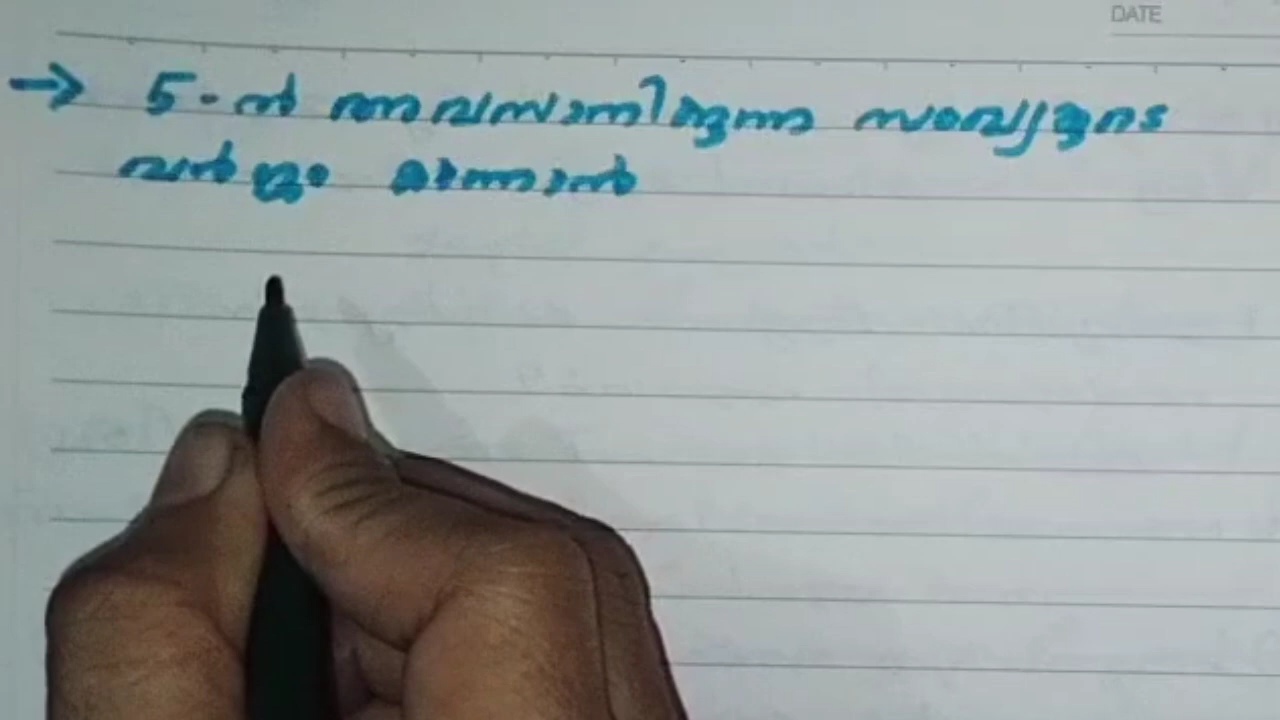 DATE
→ 5-ൽ അവസാനിക്കുന്ന സംഖ്യകളുടെ
വർഗ്ഗം കാണാൻ